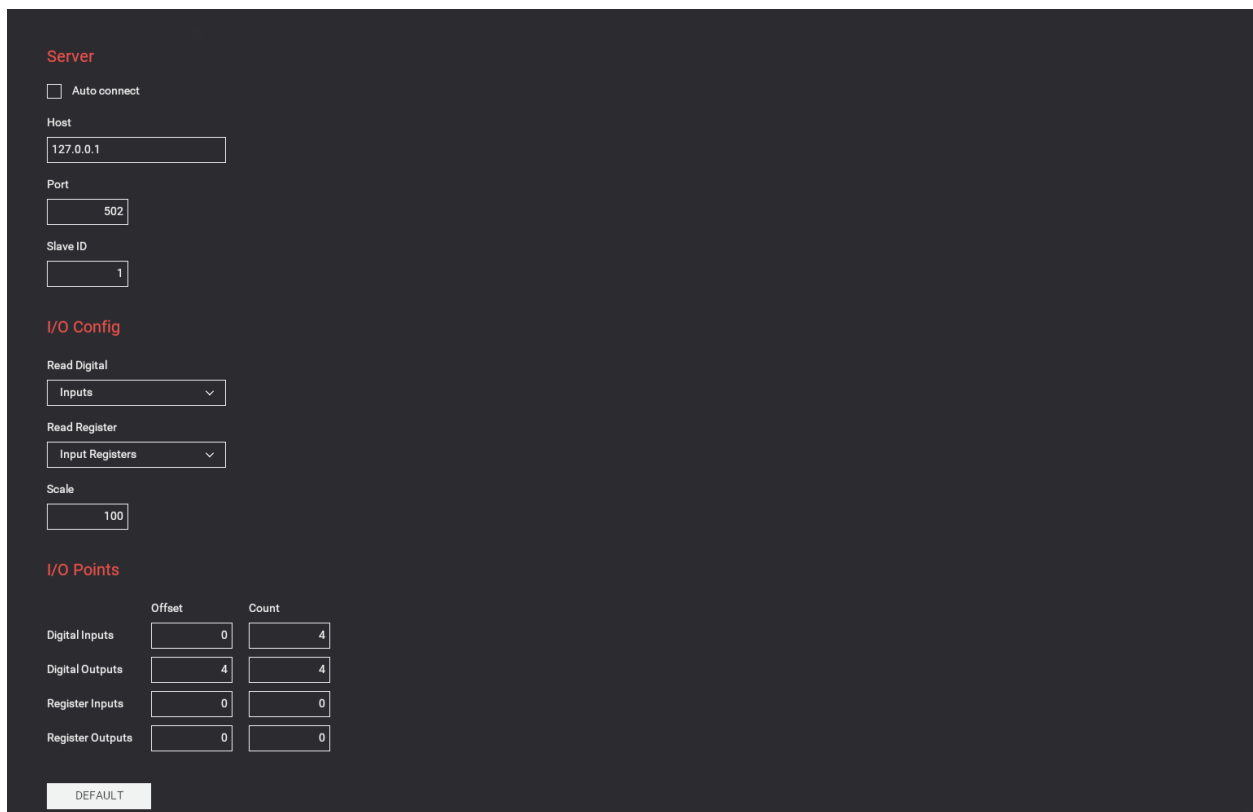 Server
Auto connect
Host
127.0.0.1
Port
502
Slave ID
1
I/O Config
Read Digital
Inputs
Read Register
Input Registers
Scale
100
I/O Points
Offset Count
Digital Inputs 0 4
Digital Outputs 4 4
Register Inputs 0 0
Register Outputs 0 0
DEFAULT